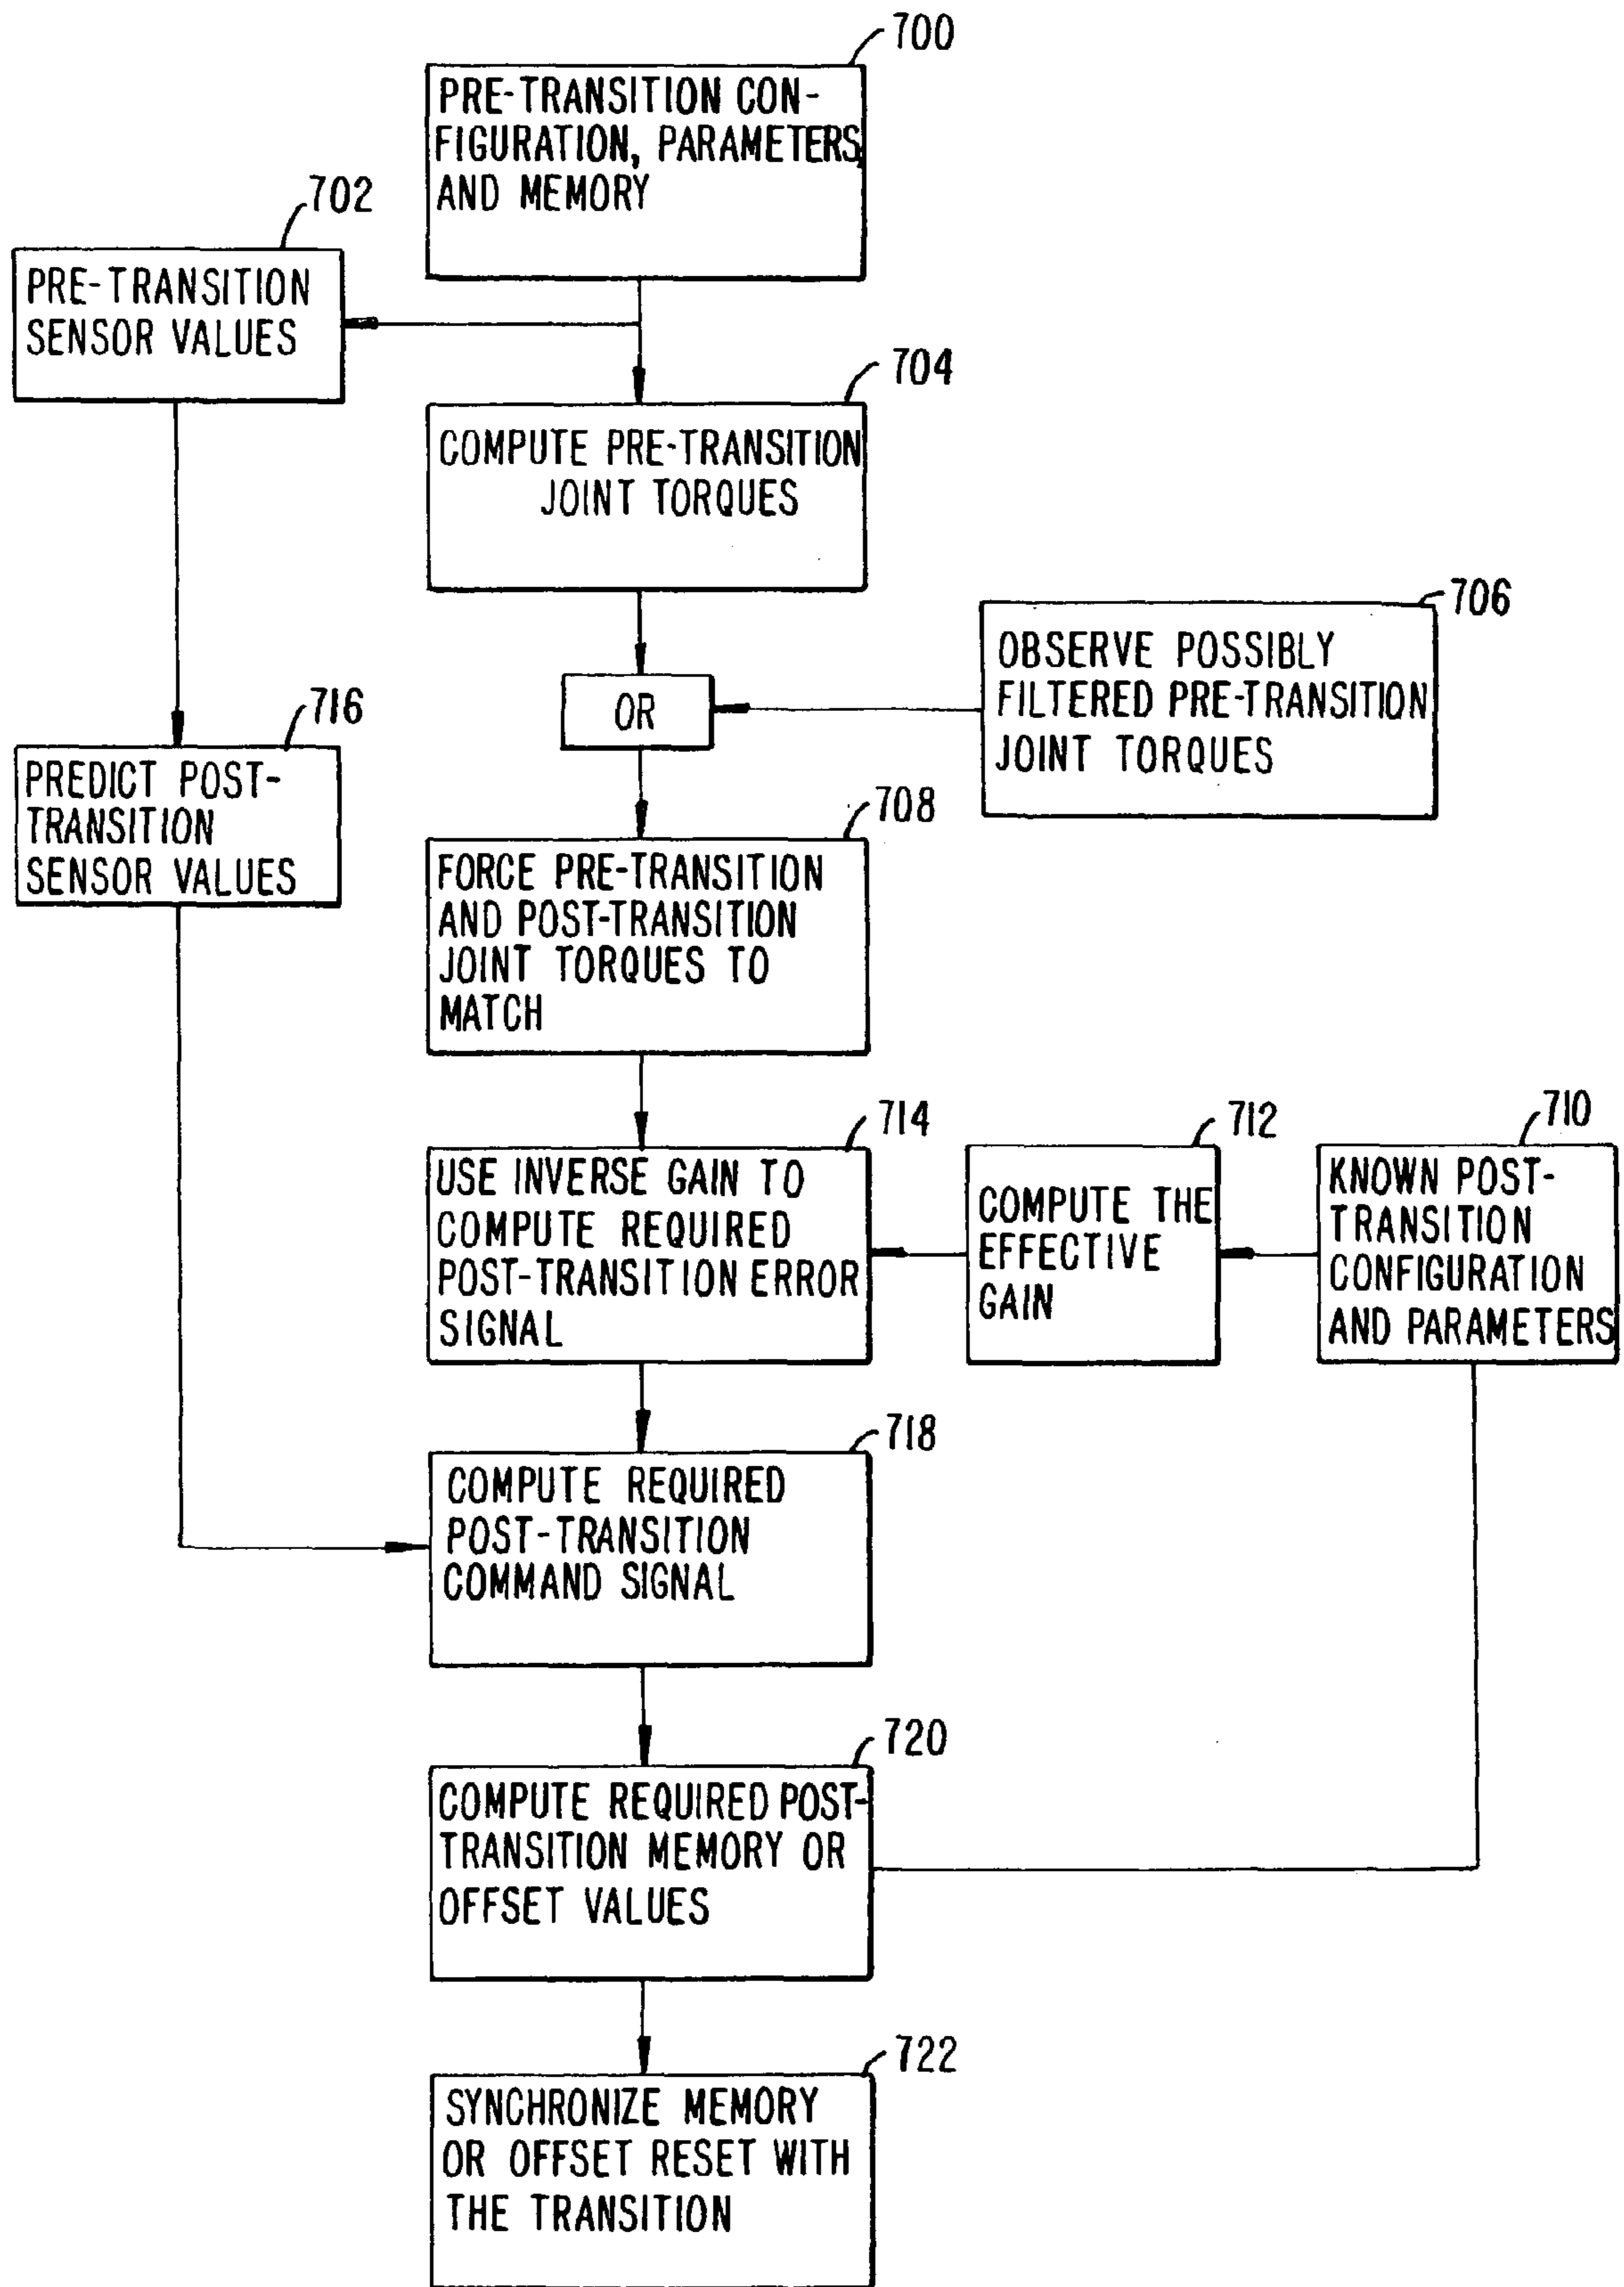 700
PRE-TRANSITION CON-
FIGURATION, PARAMETERS,
AND MEMORY
702
PRE-TRANSITION
SENSOR VALUES
704
COMPUTE PRE-TRANSITION
JOINT TORQUES
706
OBSERVE POSSIBLY
FILTERED PRE-TRANSITION
JOINT TORQUES
OR
716
PREDICT POST-
TRANSITION
SENSOR VALUES
708
FORCE PRE-TRANSITION
AND POST-TRANSITION
JOINT TORQUES TO
MATCH
714
USE INVERSE GAIN TO
COMPUTE REQUIRED
POST-TRANSITION ERROR
SIGNAL
712
COMPUTE THE
EFFECTIVE
GAIN
710
KNOWN POST-
TRANSITION
CONFIGURATION
AND PARAMETERS
718
COMPUTE REQUIRED
POST-TRANSITION
COMMAND SIGNAL
720
COMPUTE REQUIRED POST-
TRANSITION MEMORY OR
OFFSET VALUES
722
SYNCHRONIZE MEMORY
OR OFFSET RESET WITH
THE TRANSITION